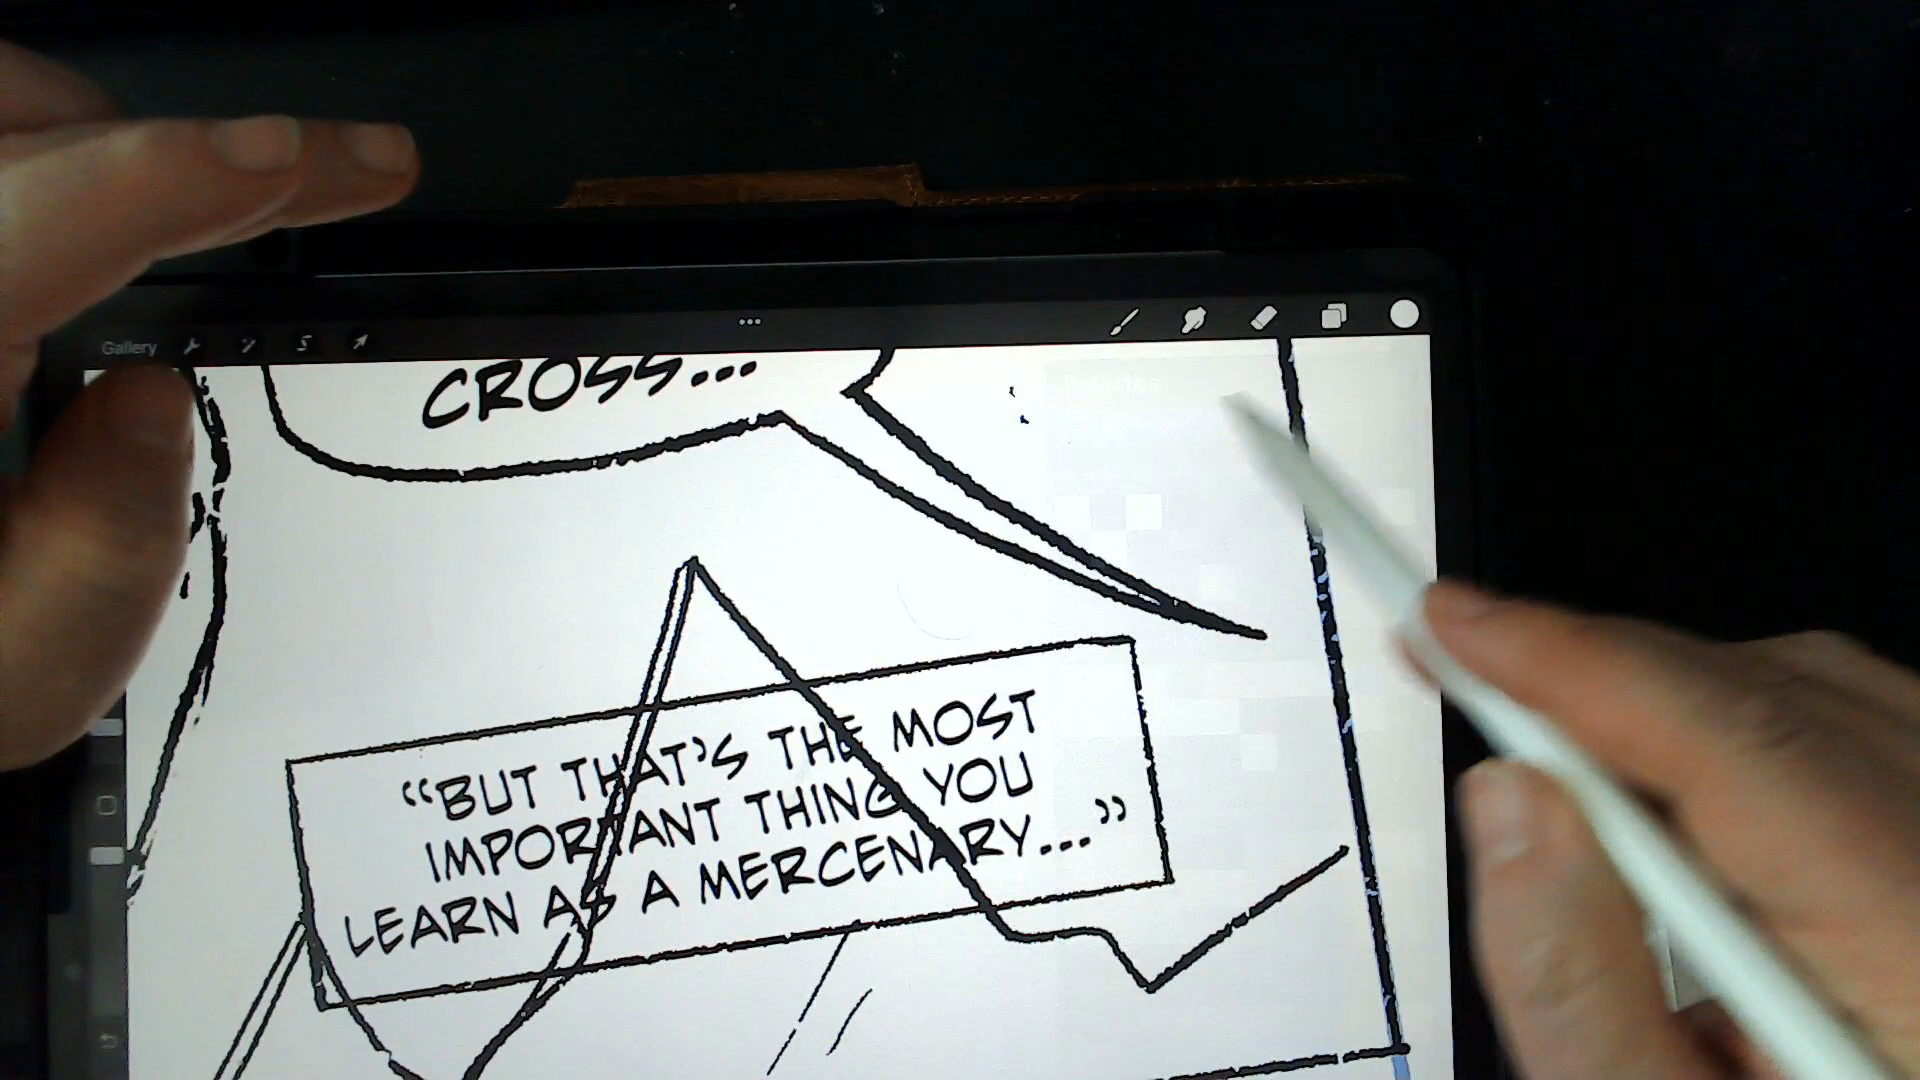 Gallery
CROSS...
“BUT THAT’S THE MOST
IMPORTANT THING YOU
LEARN AS A MERCENARY...”